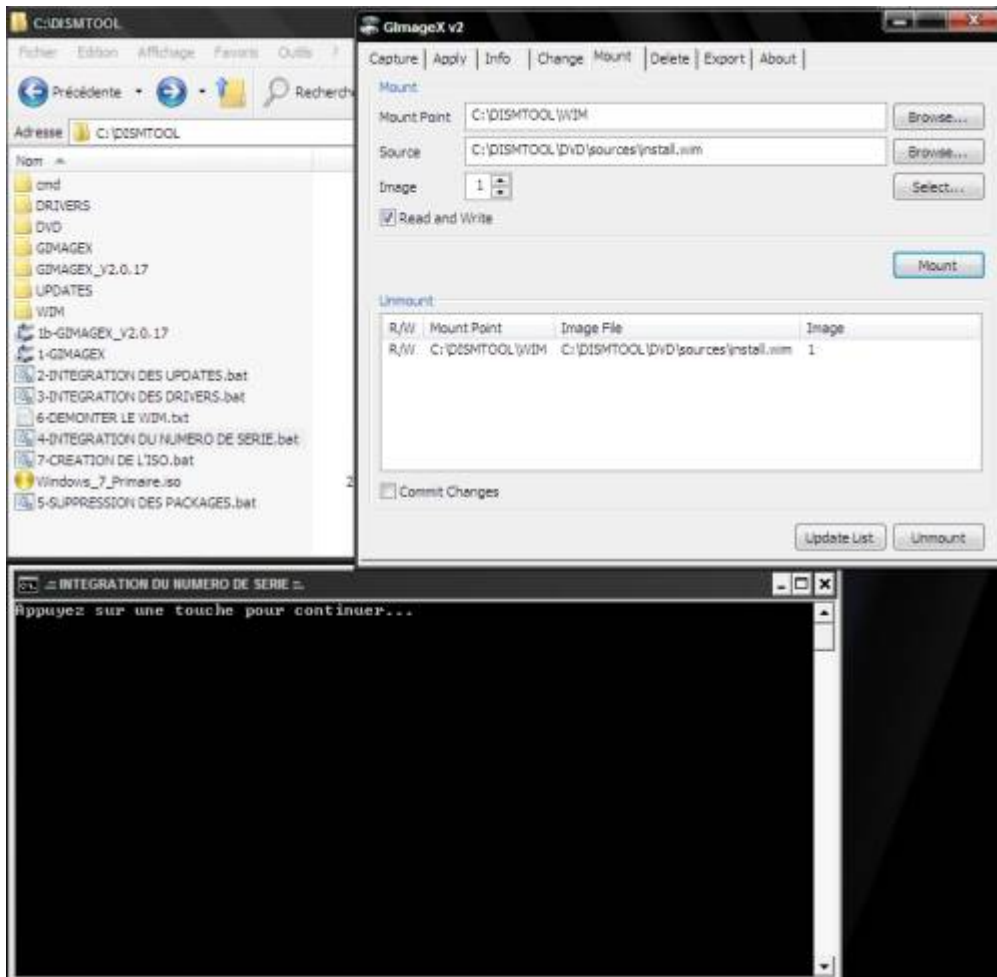 C:\DISMTOOL
Fichier Edition Affichage Favoris Outils ?
Précédente
Recherch
Adresse C:\DISMTOOL
Nom
cmd
DRIVERS
DVD
GIMAGEX
GIMAGEX_V2.0.17
UPDATES
WIM
1b-GIMAGEX_V2.0.17
1-GIMAGEX
2-INTEGRATION DES UPDATES.bat
3-INTEGRATION DES DRIVERS.bat
6-DEMONTER LE WIM.txt
4-INTEGRATION DU NUMERO DE SERIE.bat
7-CREATION DE L'ISO.bat
Windows_7_Primaire.iso 2
5-SUPPRESSION DES PACKAGES.bat
GImageX v2
Capture Apply Info Change Mount Delete Export About
Mount
Mount Point C:\DISMTOOL\WIM Browse...
Source C:\DISMTOOL\DVD\sources\install.wim Browse...
Image 1 Select...
Read and Write
Mount
Unmount
R/W Mount Point Image File Image
R/W C:\DISMTOOL\WIM C:\DISMTOOL\DVD\sources\install.wim 1
Commit Changes
Update List Unmount
.:: INTEGRATION DU NUMERO DE SERIE ::.
Appuyez sur une touche pour continuer...